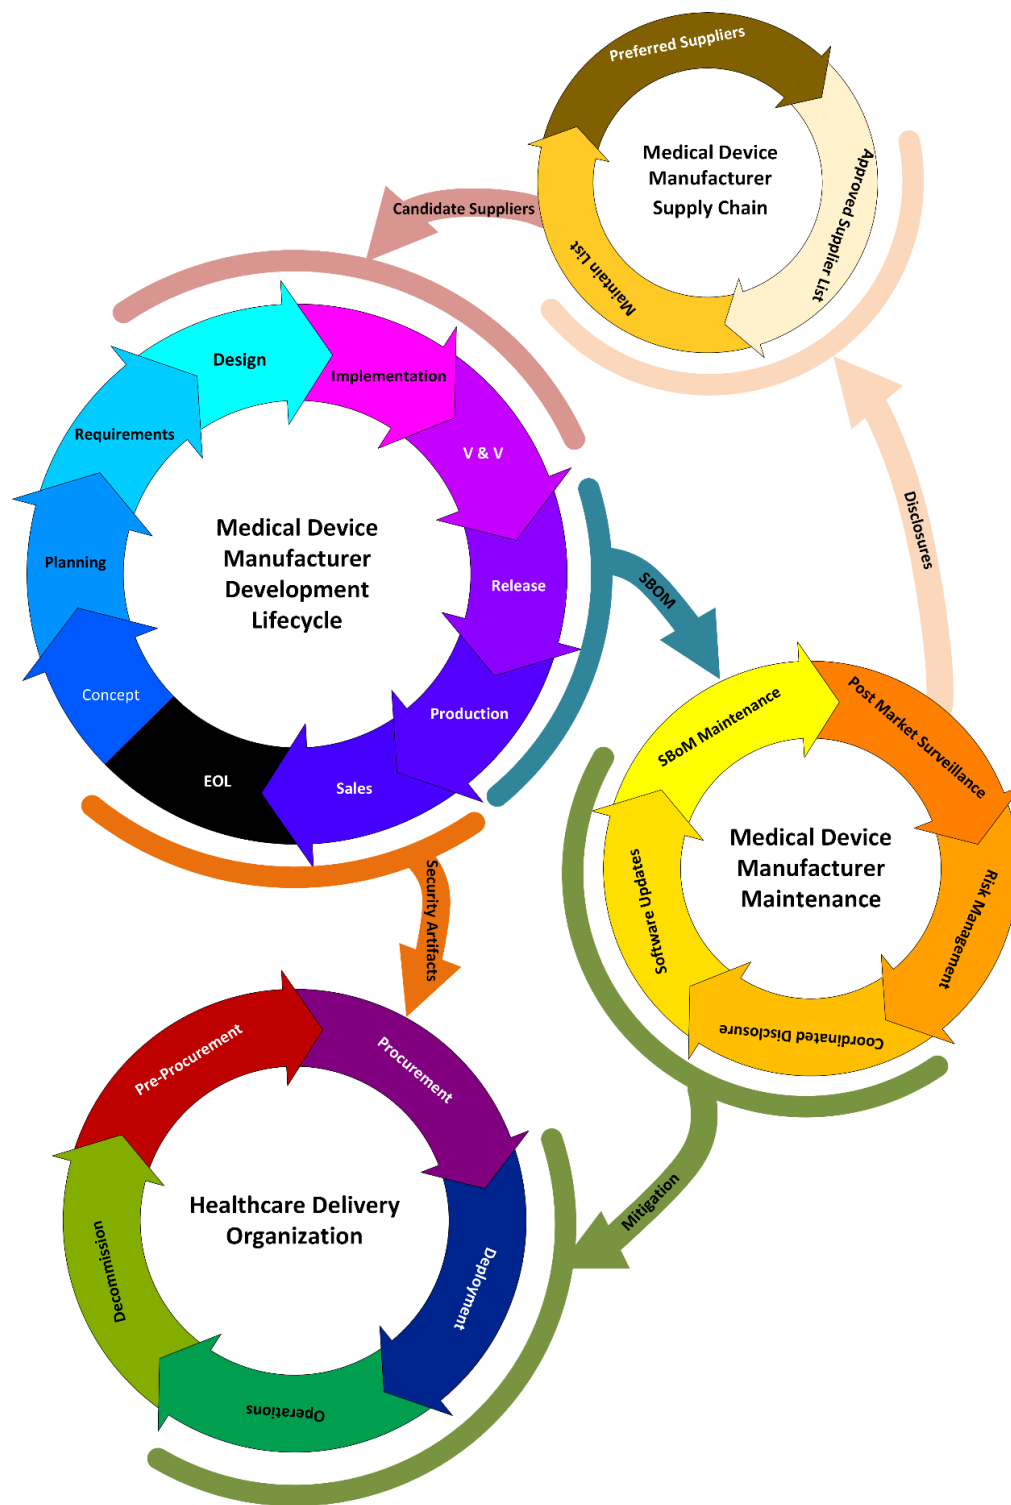 Preferred Suppliers
Approved Supplier List
Maintain List
Medical Device
Manufacturer
Supply Chain
Candidate Suppliers
Design
Implementation
V & V
Release
Production
Sales
EOL
Concept
Planning
Requirements
Medical Device
Manufacturer
Development
Lifecycle
SBOM
Disclosures
SBoM Maintenance
Post Market Surveillance
Risk Management
Coordinated Disclosure
Software Updates
Medical Device
Manufacturer
Maintenance
Security Artifacts
Mitigation
Pre-Procurement
Procurement
Deployment
Operations
Decommission
Healthcare Delivery
Organization